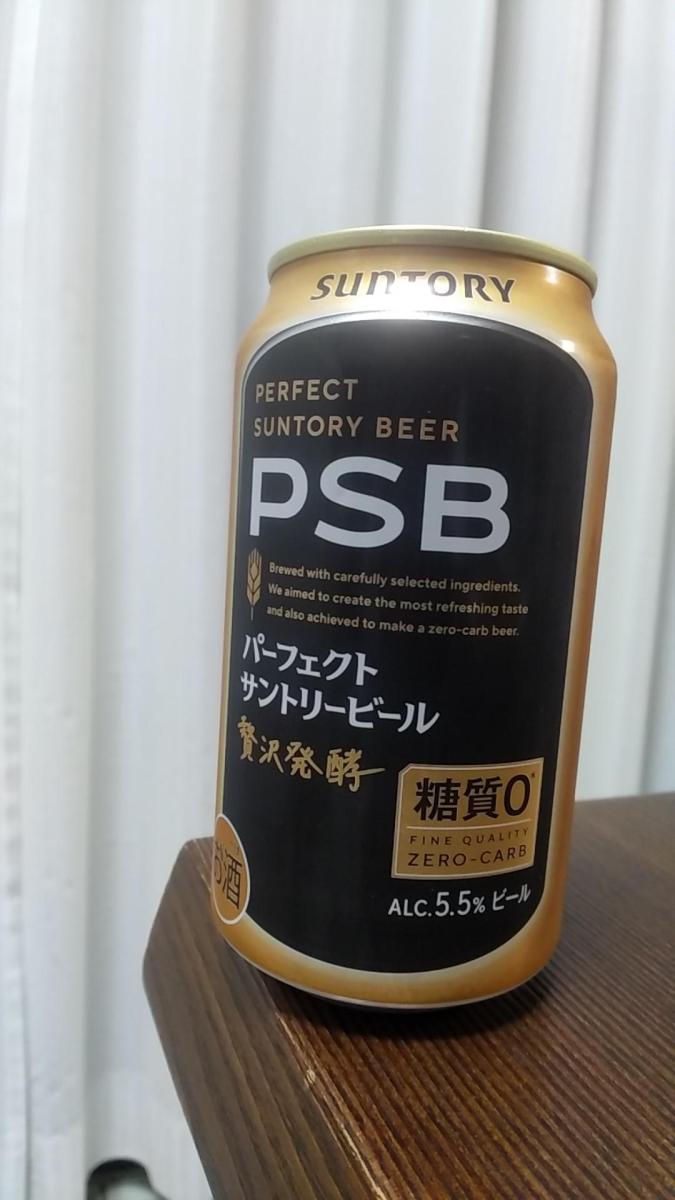 SUNTORY
PERFECT
SUNTORY BEER
PSB
Brewed with carefully selected ingredients.
We aimed to create the most refreshing taste
and also achieved to make a zero-carb beer.
パーフェクト
サントリービール
贅沢発酵
糖質0*
FINE QUALITY
ZERO-CARB
お酒
ALC.5.5% ビール